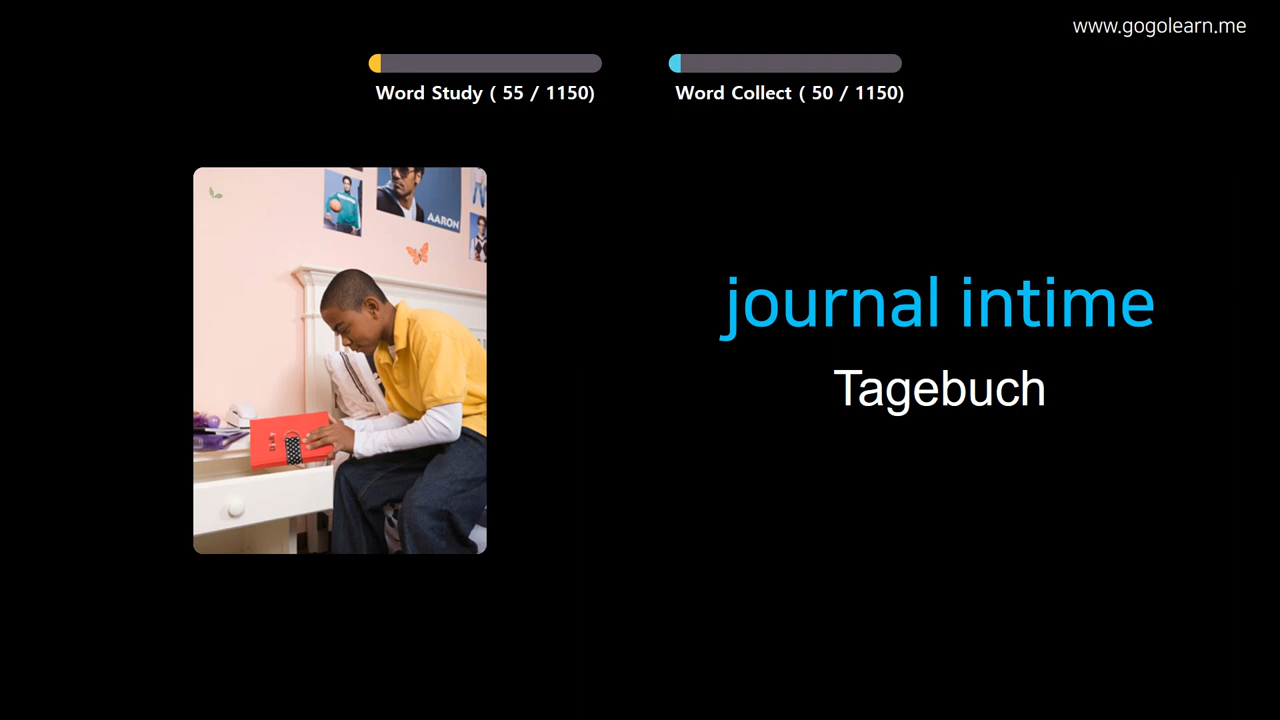 www.gogolearn.me
Word Study ( 55 / 1150)
Word Collect ( 50 / 1150)
AARON
journal intime
Tagebuch